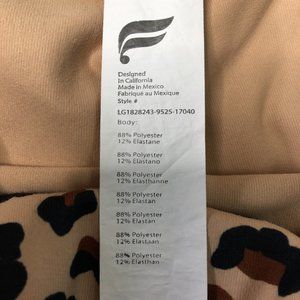 Designed
In California
Made in Mexico
Fabriqué au Mexique
Style #
LG1828243-9525-17040
Body:
88% Polyester
12% Elastane
88% Polyester
12% Elastano
88% Polyester
12% Elasthanne
88% Polyester
12% Elastan
88% Polyester
12% Elastan
88% Polyester
12% Elastaan
88% Polyester
12% Elasthan